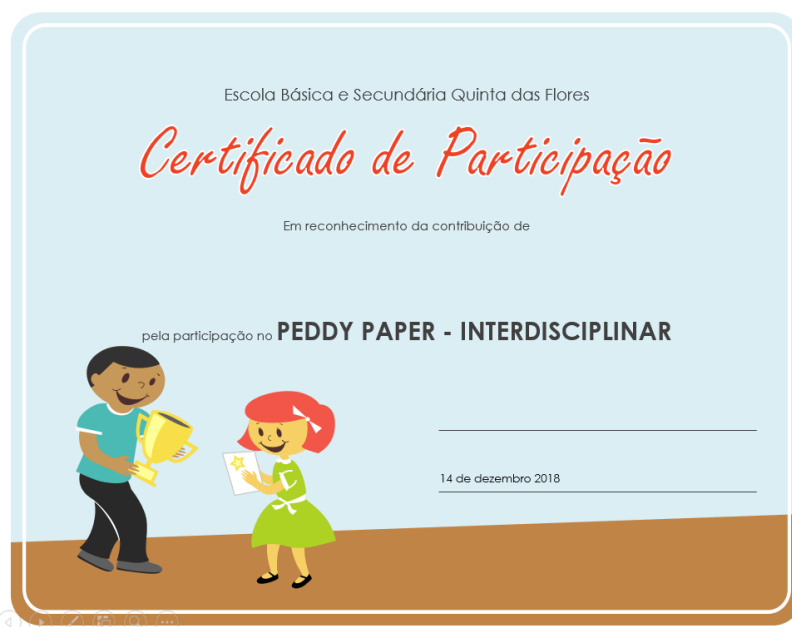 Escola Básica e Secundária Quinta das Flores
Certificado de Participação
Em reconhecimento da contribuição de
pela participação no PEDDY PAPER - INTERDISCIPLINAR
14 de dezembro 2018